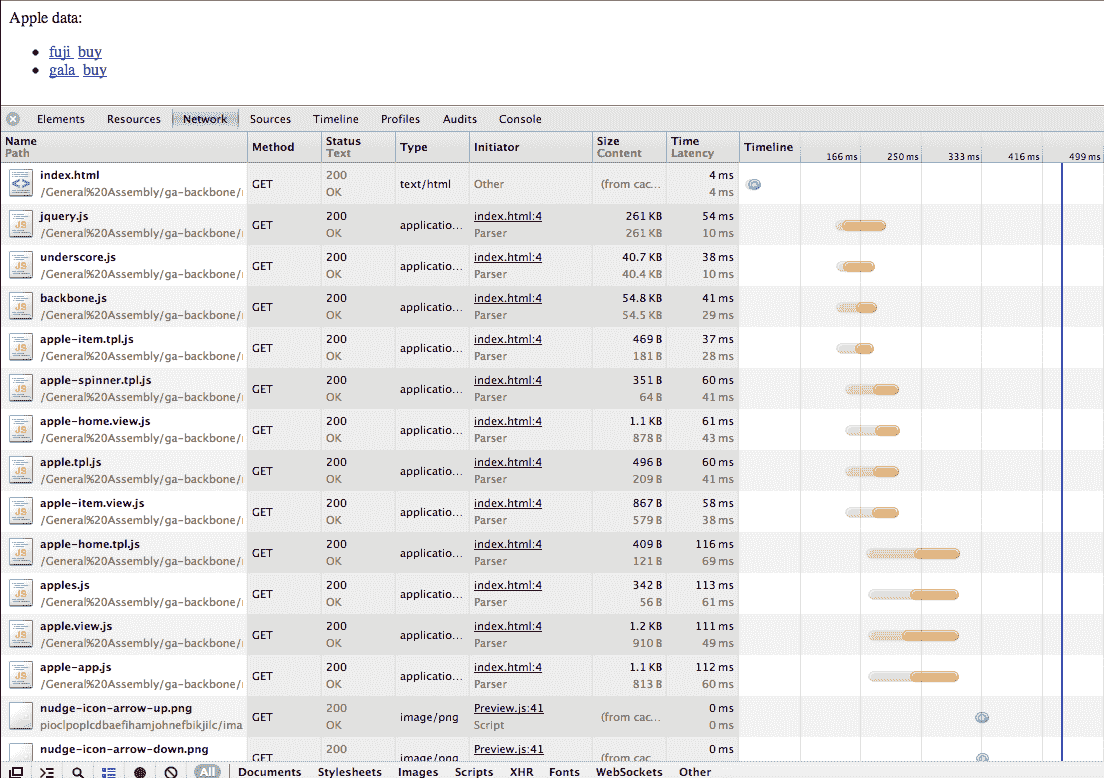 Apple data:
fuji buy
gala buy
Elements Resources Network Sources Timeline Profiles Audits Console
Name Method Status Type Initiator Size Time Timeline
Path Text Content Latency 166 ms 250 ms 333 ms 416 ms 499 ms
index.html 200 4 ms
/General%20Assembly/ga-backbone/ GET OK text/html Other (from cac... 4 ms
jquery.js 200 index.html:4 261 KB 54 ms
/General%20Assembly/ga-backbone/ GET OK applicatio... Parser 261 KB 10 ms
underscore.js 200 index.html:4 40.7 KB 38 ms
/General%20Assembly/ga-backbone/ GET OK applicatio... Parser 40.4 KB 10 ms
backbone.js 200 index.html:4 54.8 KB 41 ms
/General%20Assembly/ga-backbone/ GET OK applicatio... Parser 54.5 KB 29 ms
apple-item.tpl.js 200 index.html:4 469 B 37 ms
/General%20Assembly/ga-backbone/ GET OK applicatio... Parser 181 B 28 ms
apple-spinner.tpl.js 200 index.html:4 351 B 60 ms
/General%20Assembly/ga-backbone/ GET OK applicatio... Parser 64 B 41 ms
apple-home.view.js 200 index.html:4 1.1 KB 61 ms
/General%20Assembly/ga-backbone/ GET OK applicatio... Parser 878 B 43 ms
apple.tpl.js 200 index.html:4 496 B 60 ms
/General%20Assembly/ga-backbone/ GET OK applicatio... Parser 209 B 41 ms
apple-item.view.js 200 index.html:4 867 B 58 ms
/General%20Assembly/ga-backbone/ GET OK applicatio... Parser 579 B 38 ms
apple-home.tpl.js 200 index.html:4 409 B 116 ms
/General%20Assembly/ga-backbone/ GET OK applicatio... Parser 121 B 69 ms
apples.js 200 index.html:4 342 B 113 ms
/General%20Assembly/ga-backbone/ GET OK applicatio... Parser 56 B 61 ms
apple.view.js 200 index.html:4 1.2 KB 111 ms
/General%20Assembly/ga-backbone/ GET OK applicatio... Parser 910 B 49 ms
apple-app.js 200 index.html:4 1.1 KB 112 ms
/General%20Assembly/ga-backbone/ GET OK applicatio... Parser 813 B 60 ms
nudge-icon-arrow-up.png 200 Preview.js:41 0 ms
pioclpoplcdbaefihamjohnefbikjilc/ima GET OK image/png Script (from cac... 0 ms
nudge-icon-arrow-down.png 200 Preview.js:41 0 ms
GET image/png (from cac...
All Documents Stylesheets Images Scripts XHR Fonts WebSockets Other